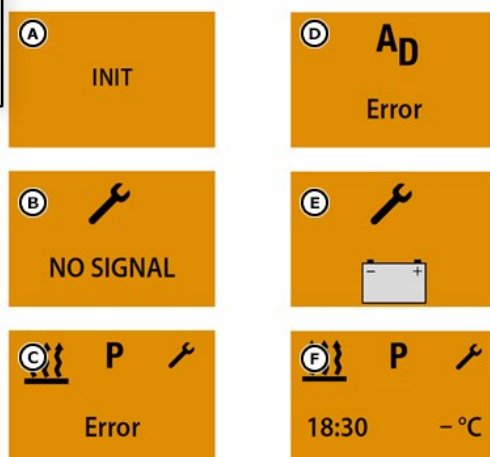 A
INIT
D
AD
Error
B
NO SIGNAL
E
- +
C
P
Error
F
P
18:30 – °C